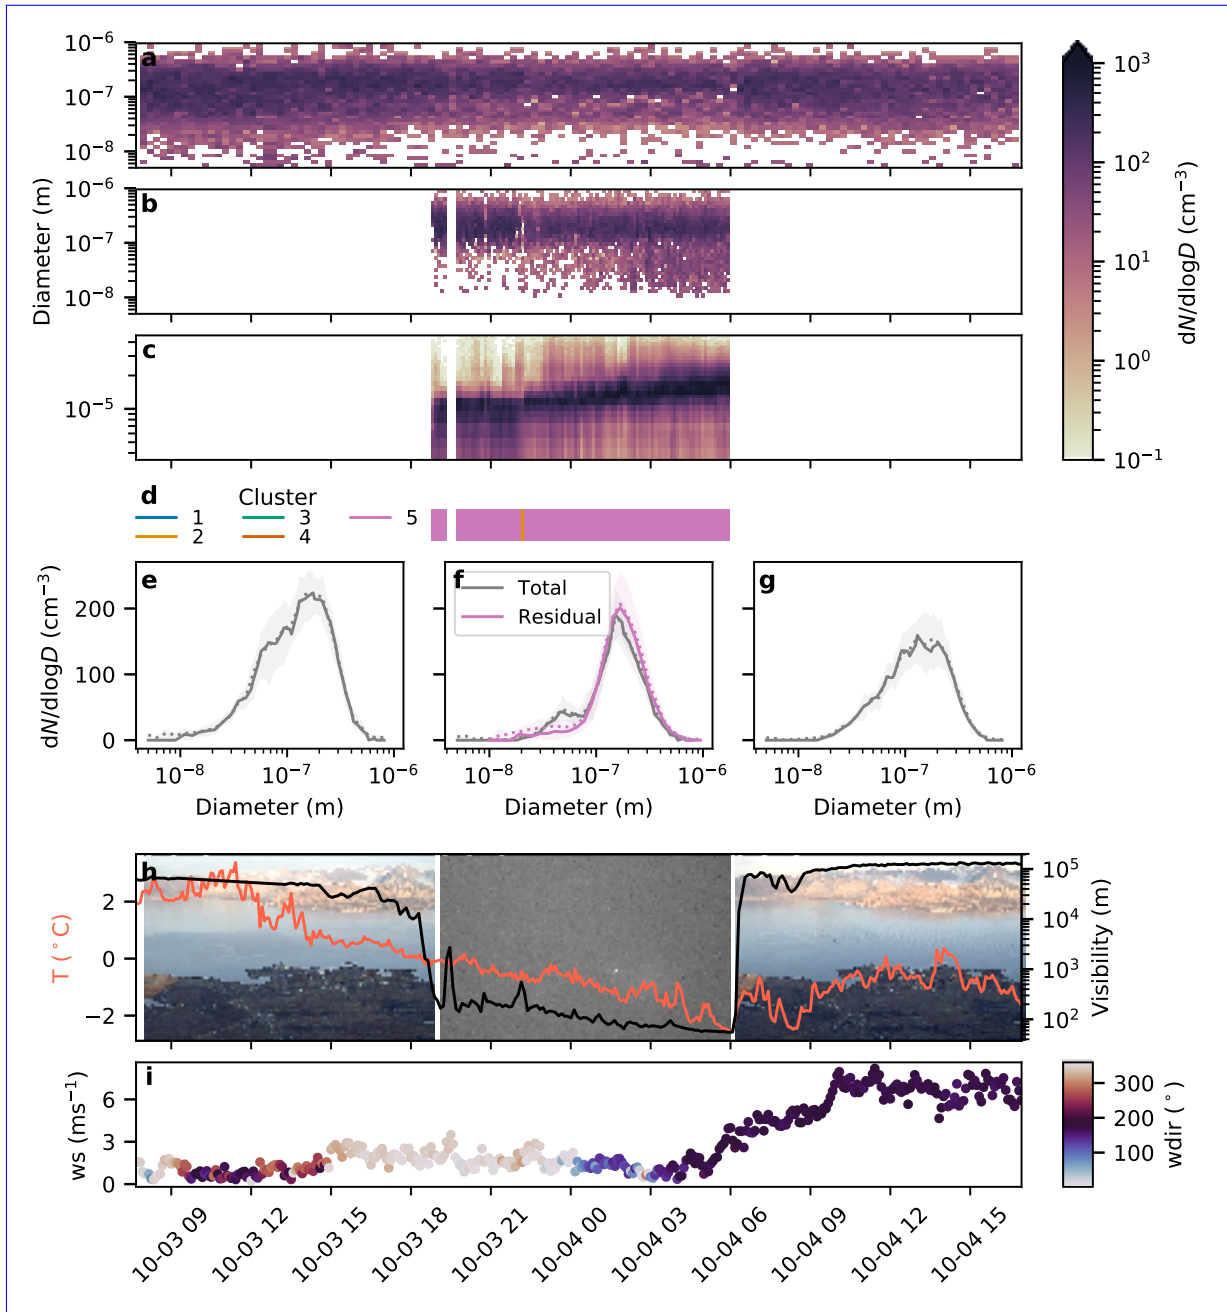 a
10⁻⁶
10⁻⁷
10⁻⁸
b
10⁻⁶
10⁻⁷
10⁻⁸
Diameter (m)
c
10⁻⁵
10³
10²
10¹
10⁰
10⁻¹
dN/dlogD (cm⁻³)
d
Cluster
1 3 5
2 4
e
f
g
Total
Residual
200
100
0
dN/dlogD (cm⁻³)
10⁻⁸ 10⁻⁷ 10⁻⁶ 10⁻⁸ 10⁻⁷ 10⁻⁶ 10⁻⁸ 10⁻⁷ 10⁻⁶
Diameter (m) Diameter (m) Diameter (m)
h
2
0
−2
T (°C)
10⁵
10⁴
10³
10²
Visibility (m)
i
6
3
0
ws (ms⁻¹)
300
200
100
wdir (°)
10-03 09 10-03 12 10-03 15 10-03 18 10-03 21 10-04 00 10-04 03 10-04 06 10-04 09 10-04 12 10-04 15